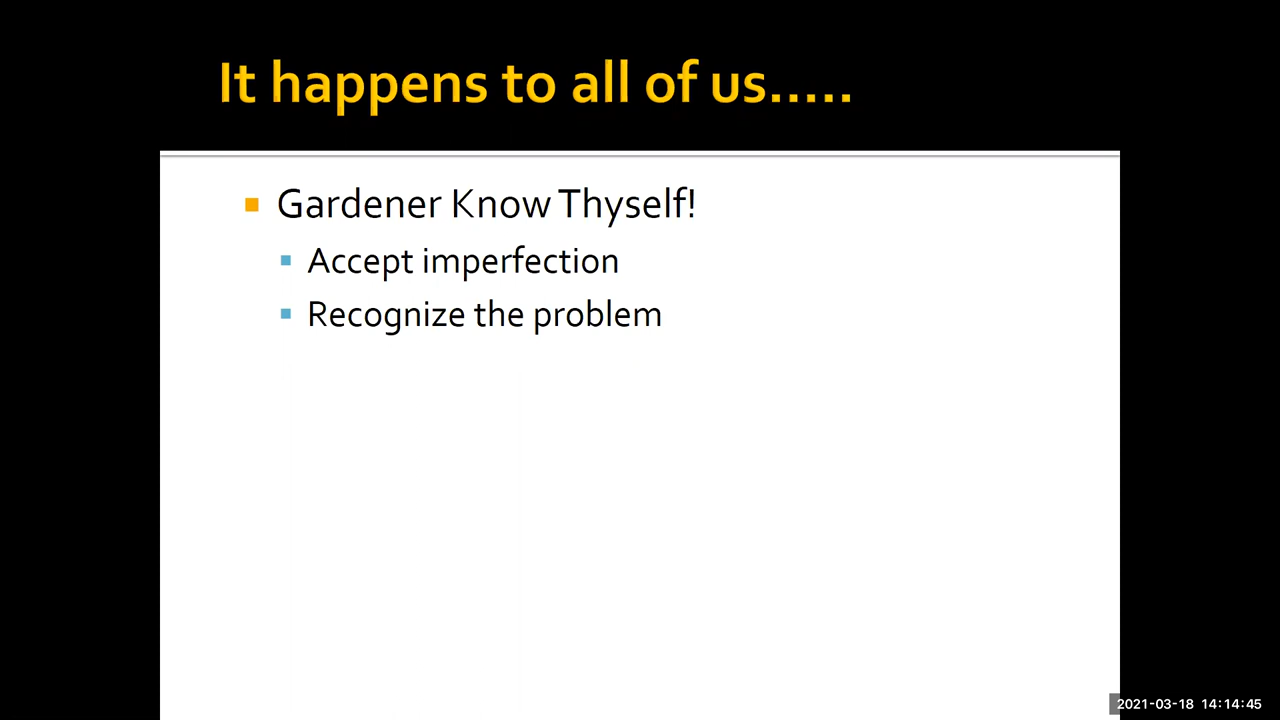 It happens to all of us.....
Gardener Know Thyself!
Accept imperfection
Recognize the problem
2021-03-18 14:14:45